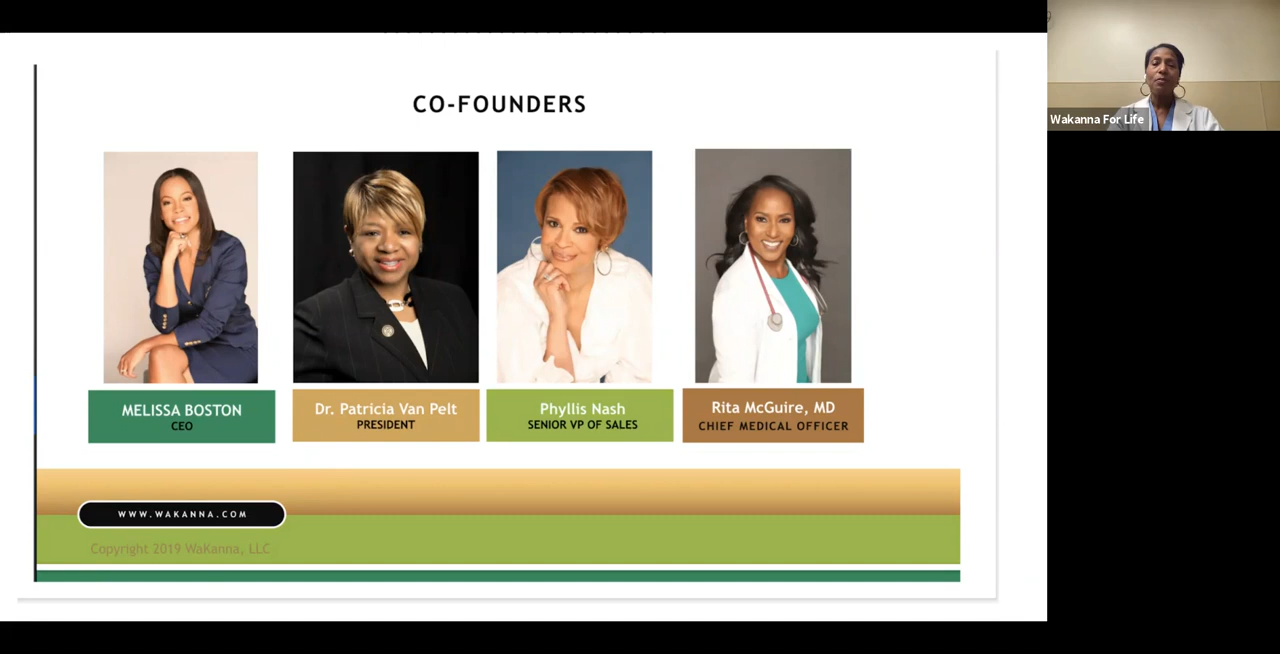 CO-FOUNDERS
MELISSA BOSTON
CEO
Dr. Patricia Van Pelt
PRESIDENT
Phyllis Nash
SENIOR VP OF SALES
Rita McGuire, MD
CHIEF MEDICAL OFFICER
WWW.WAKANNA.COM
Copyright 2019 WaKanna, LLC
Wakanna For Life